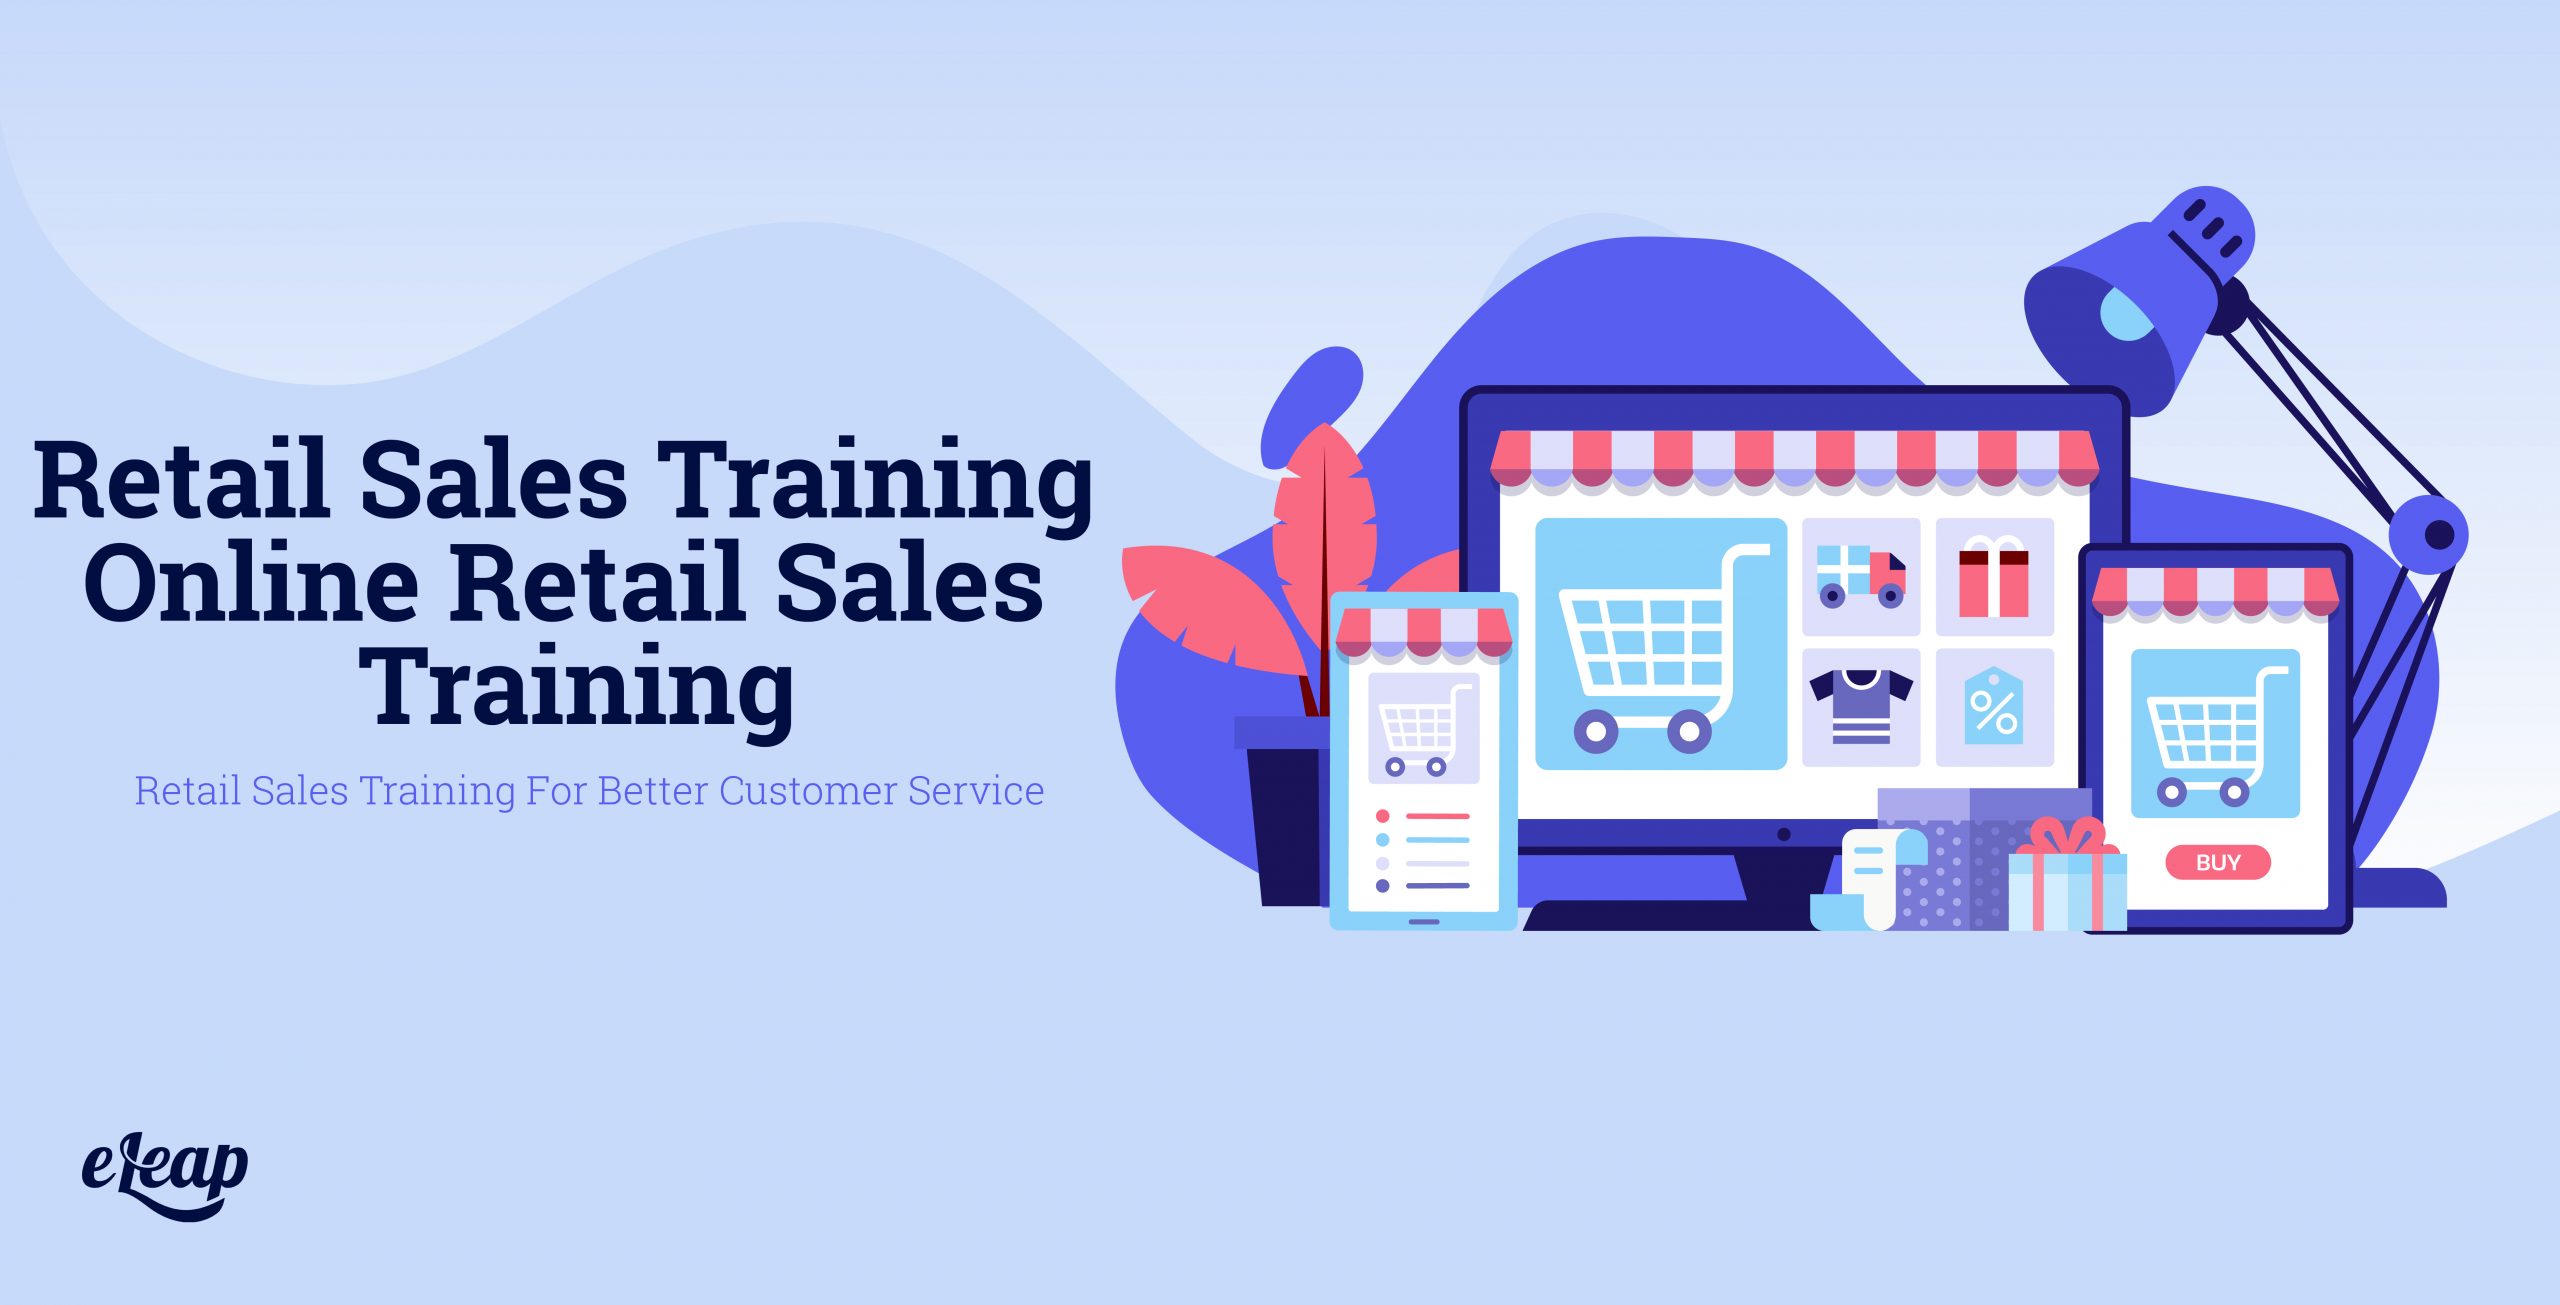 Retail Sales Training
Online Retail Sales
Training
Retail Sales Training For Better Customer Service
BUY
eLeap